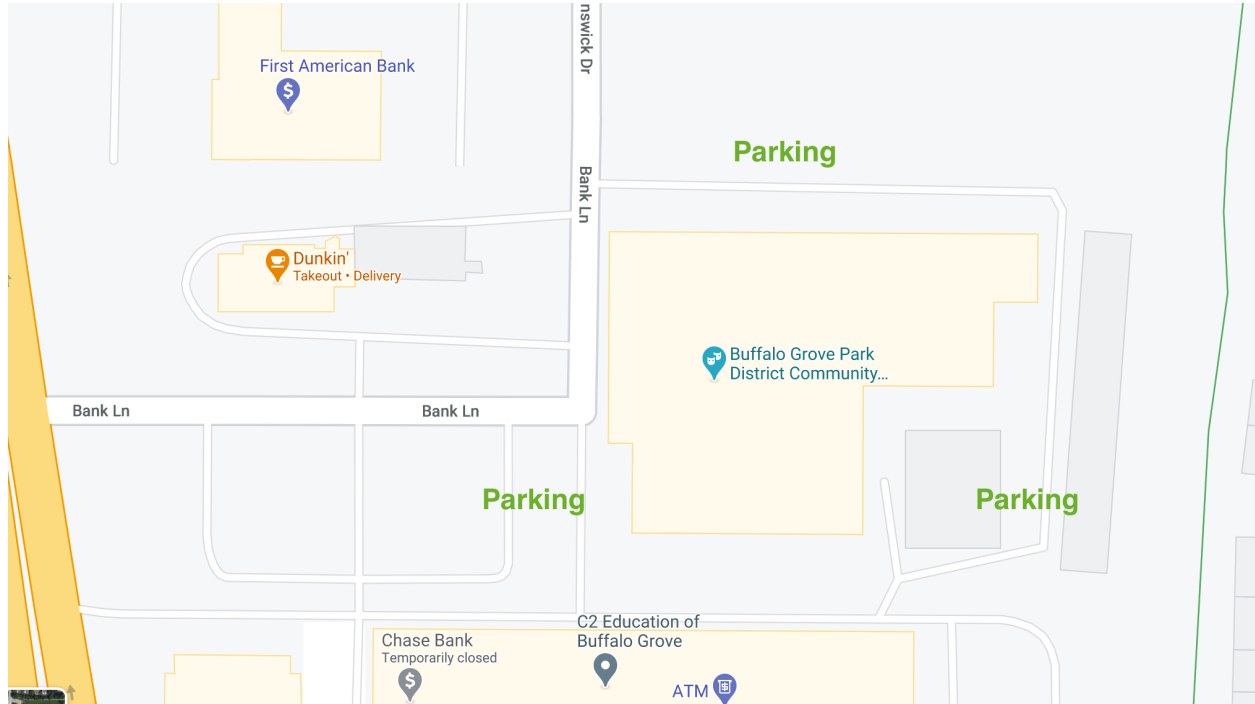 nswick Dr
First American Bank
$
Parking
Bank Ln
Dunkin'
Takeout • Delivery
Buffalo Grove Park
District Community...
Bank Ln
Bank Ln
Parking
Parking
C2 Education of
Buffalo Grove
Chase Bank
Temporarily closed
$
ATM
$